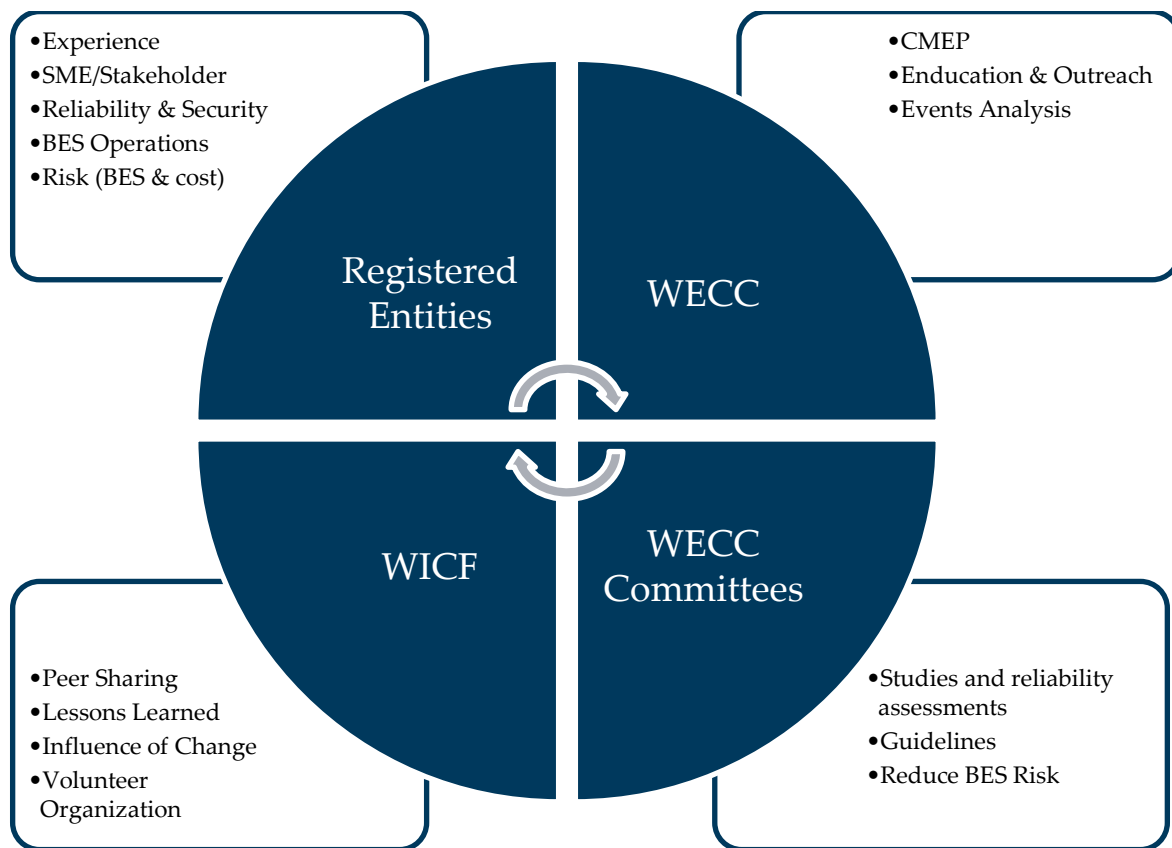 •Experience
•SME/Stakeholder
•Reliability & Security
•BES Operations
•Risk (BES & cost)
•CMEP
•Enducation & Outreach
•Events Analysis
Registered
Entities
WECC
WICF
WECC
Committees
•Peer Sharing
•Lessons Learned
•Influence of Change
•Volunteer
Organization
•Studies and reliability
assessments
•Guidelines
•Reduce BES Risk